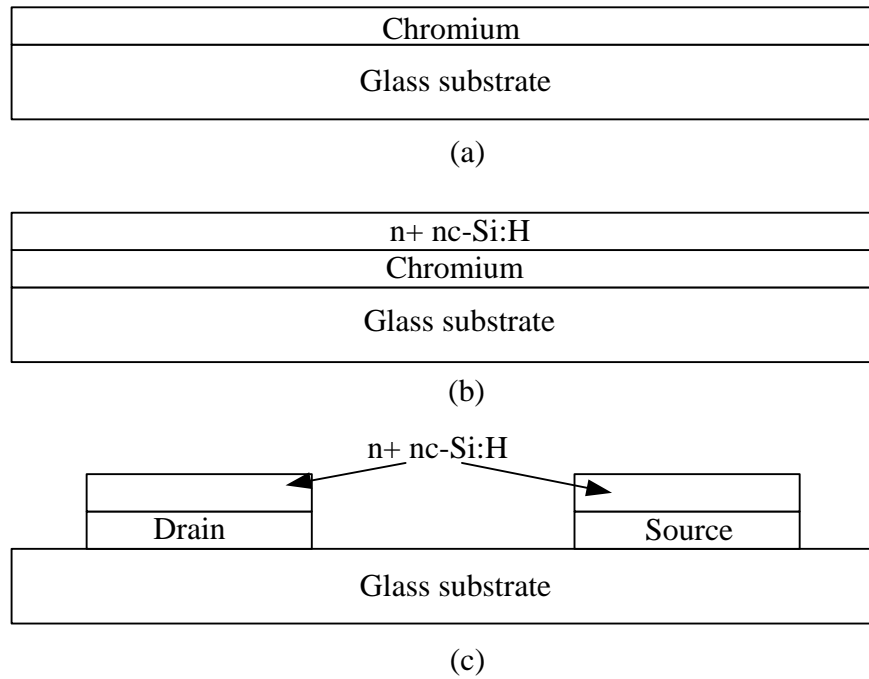 Chromium
Glass substrate
(a)
n+ nc-Si:H
Chromium
Glass substrate
(b)
n+ nc-Si:H
Drain
Source
Glass substrate
(c)